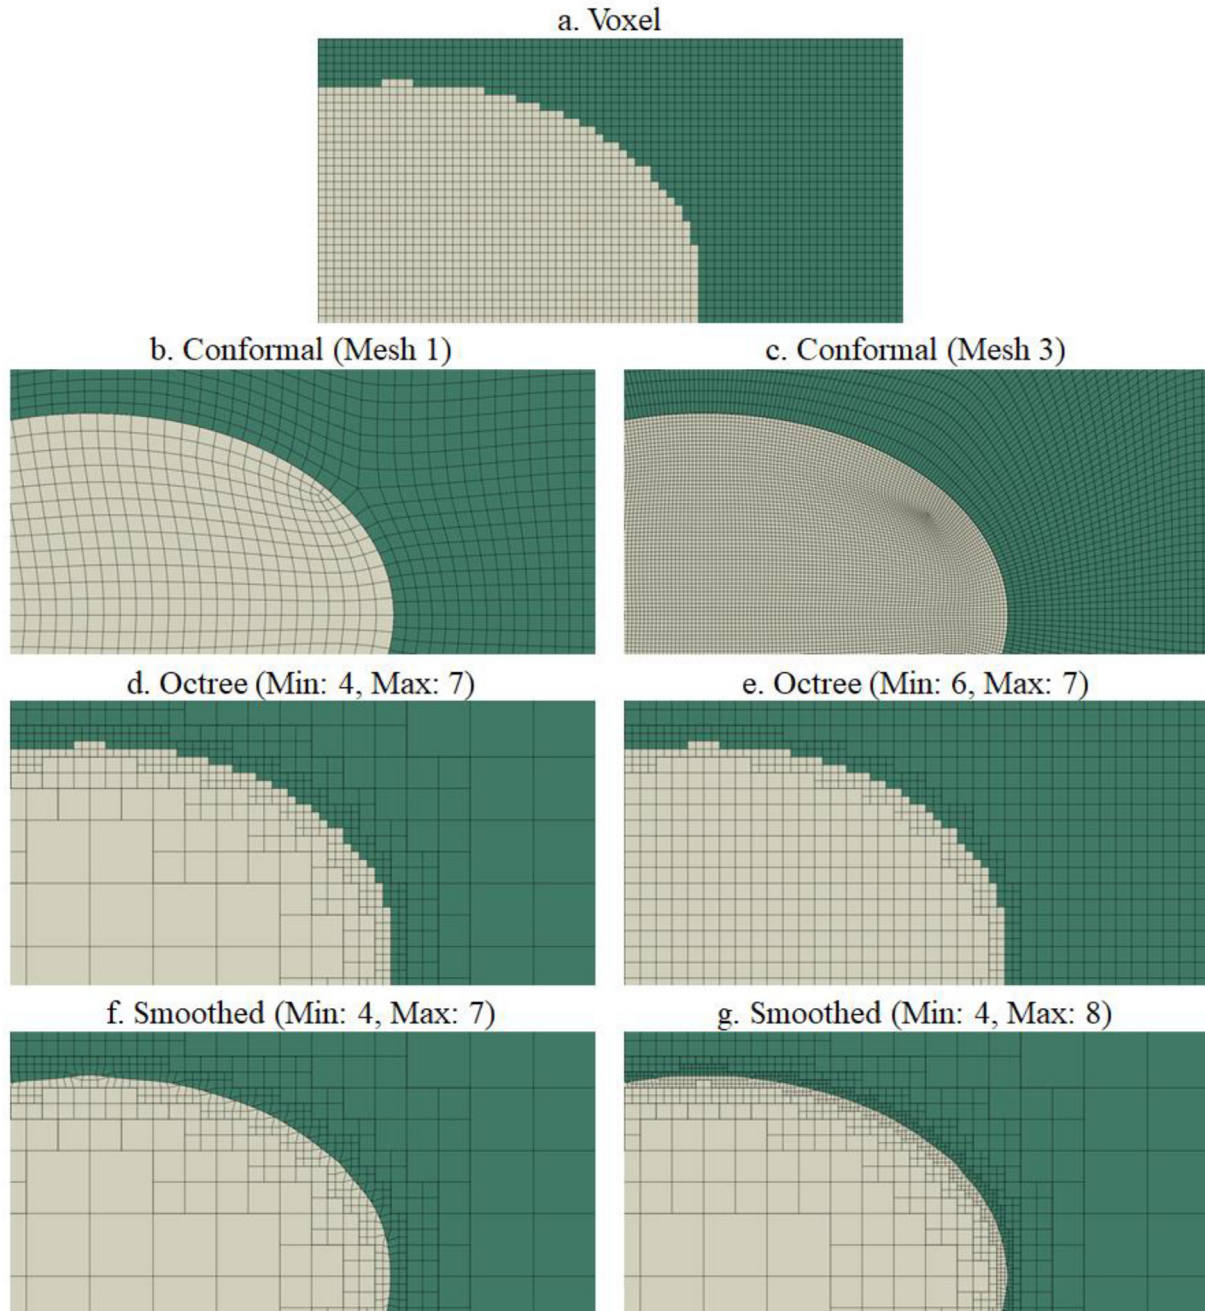 a. Voxel
b. Conformal (Mesh 1)
c. Conformal (Mesh 3)
d. Octree (Min: 4, Max: 7)
e. Octree (Min: 6, Max: 7)
f. Smoothed (Min: 4, Max: 7)
g. Smoothed (Min: 4, Max: 8)